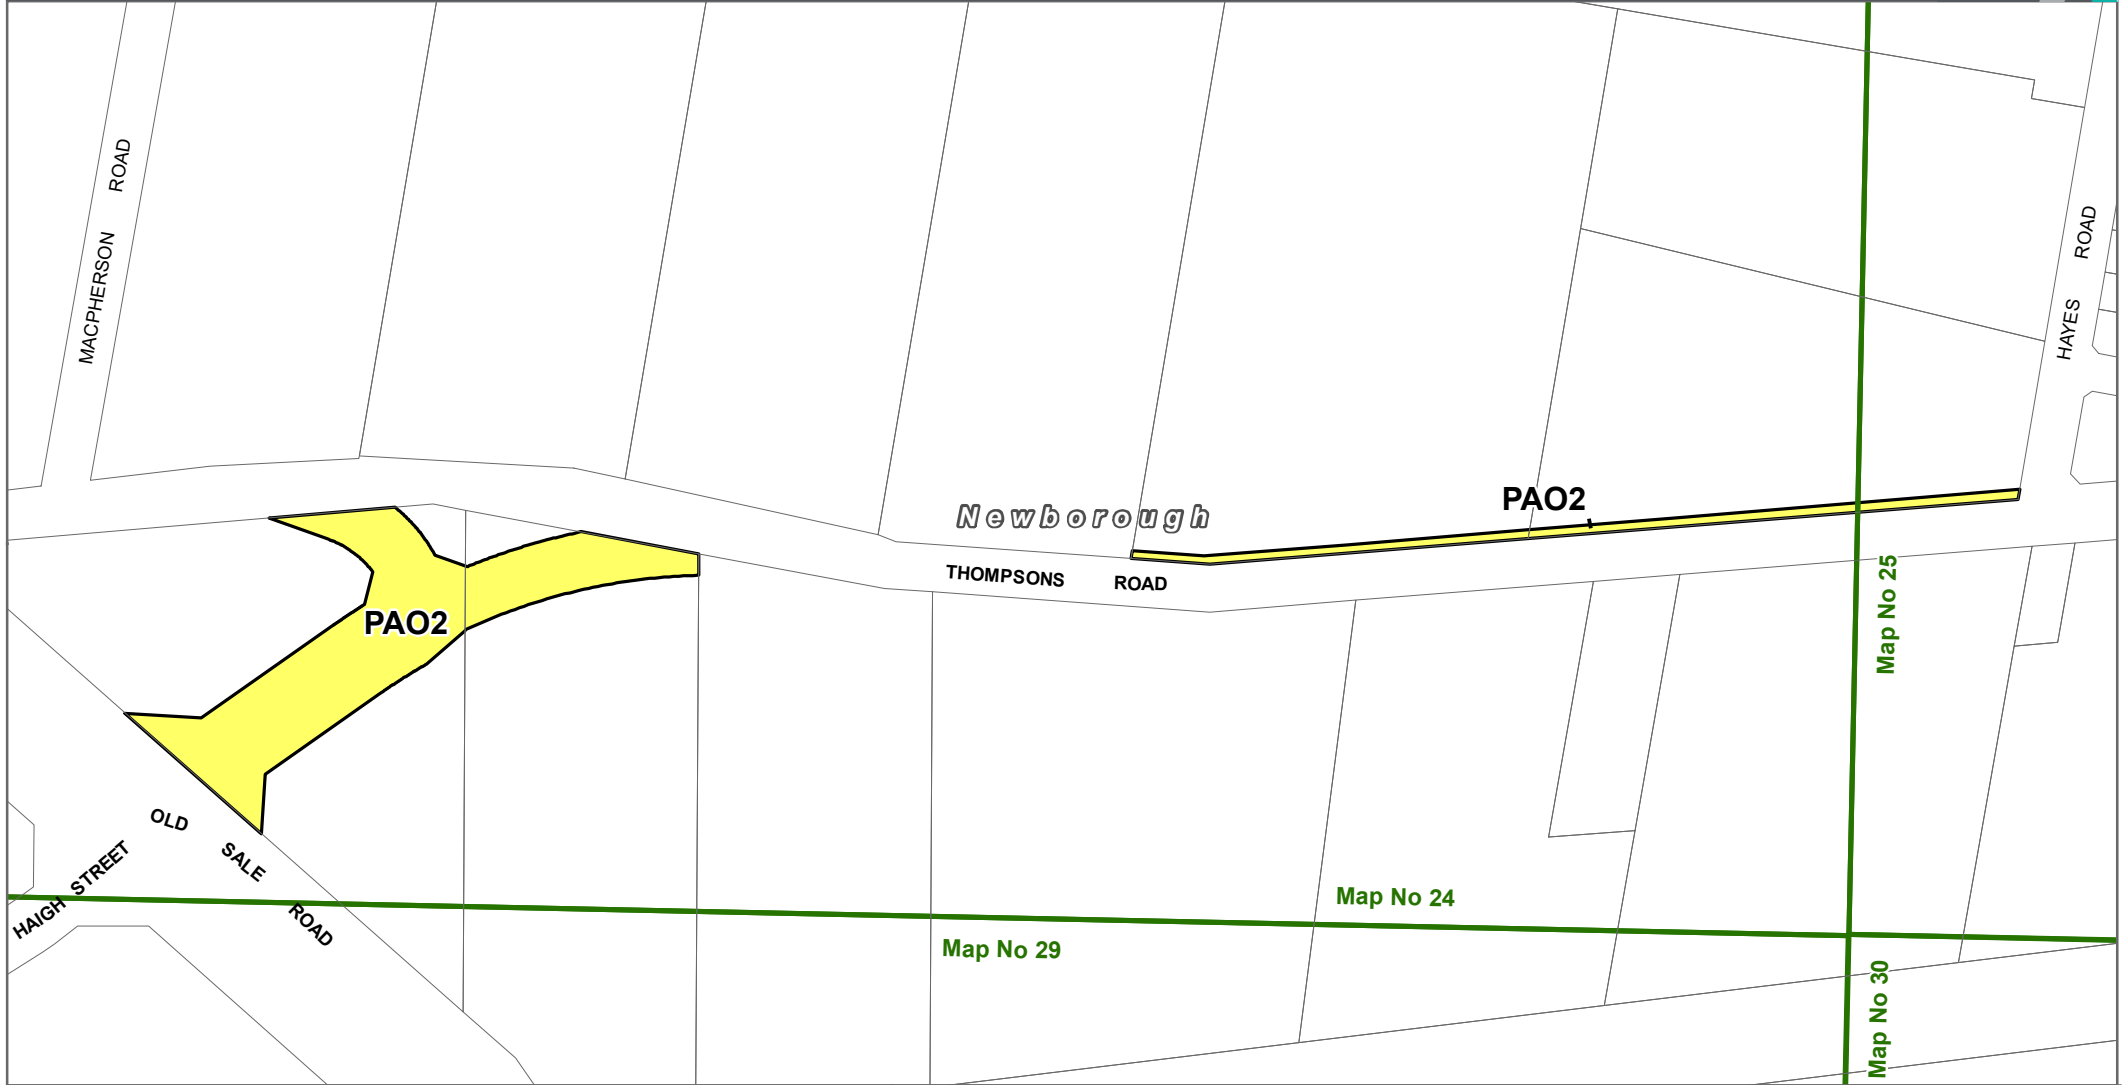 MACPHERSON ROAD
HAYES ROAD
PAO2
Newborough
THOMPSONS ROAD
PAO2
Map No 25
OLD SALE ROAD
HAIGH STREET
Map No 24
Map No 29
Map No 30